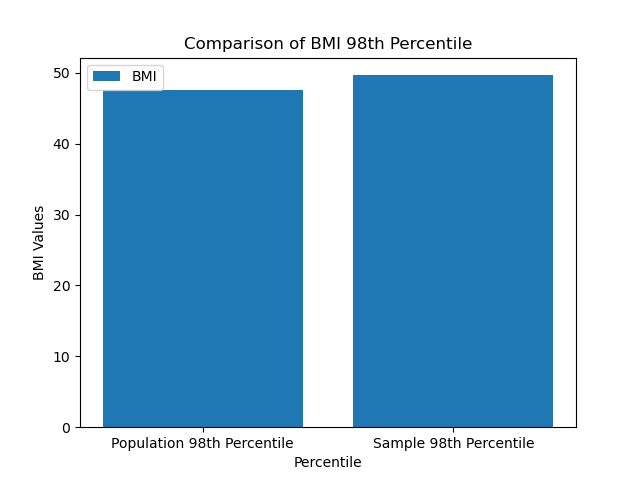 Comparison of BMI 98th Percentile
BMI
50
40
30
20
10
0
BMI Values
Population 98th Percentile
Sample 98th Percentile
Percentile